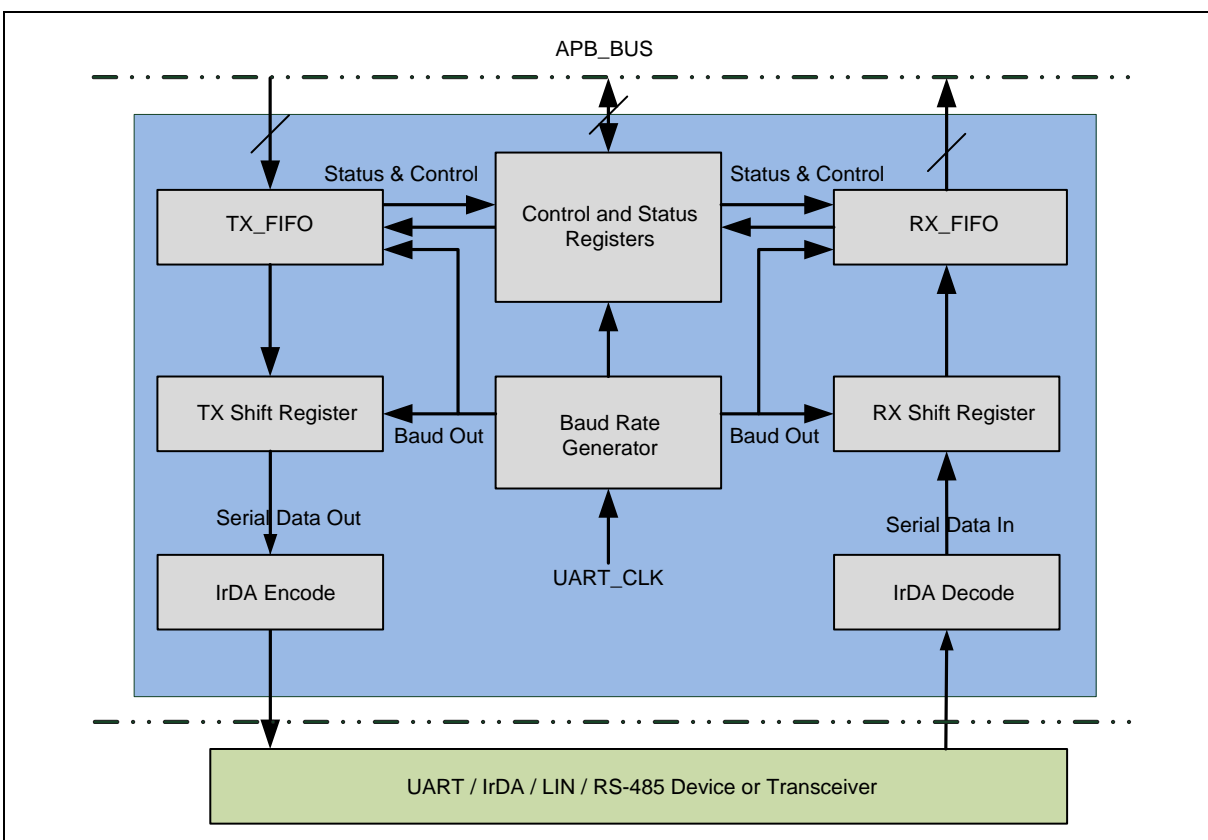 APB_BUS
Status & Control
Status & Control
TX_FIFO
Control and Status
Registers
RX_FIFO
TX Shift Register
Baud Rate
Generator
RX Shift Register
Baud Out
Baud Out
Serial Data Out
Serial Data In
IrDA Encode
UART_CLK
IrDA Decode
UART / IrDA / LIN / RS-485 Device or Transceiver